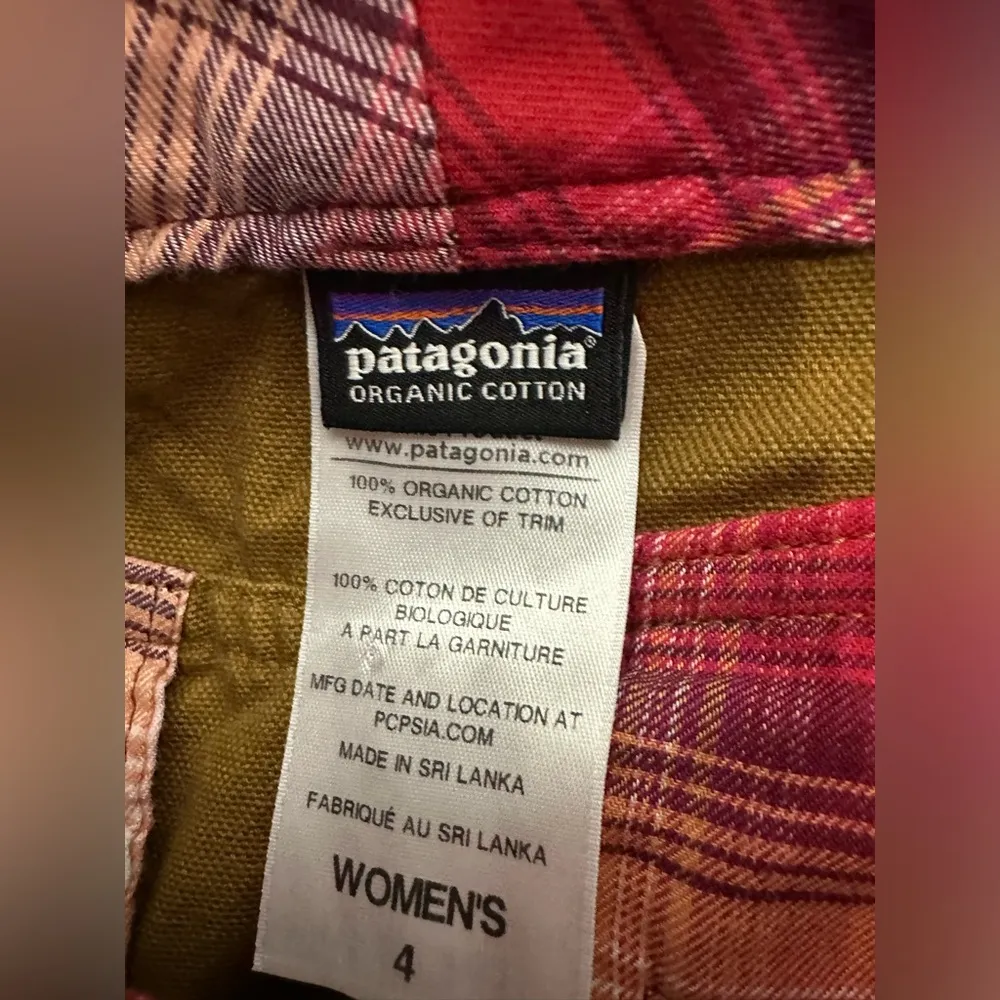 patagonia®
ORGANIC COTTON
www.patagonia.com
100% ORGANIC COTTON
EXCLUSIVE OF TRIM
100% COTON DE CULTURE
BIOLOGIQUE
A PART LA GARNITURE
MFG DATE AND LOCATION AT
PCPSIA.COM
MADE IN SRI LANKA
FABRIQUÉ AU SRI LANKA
WOMEN'S
4